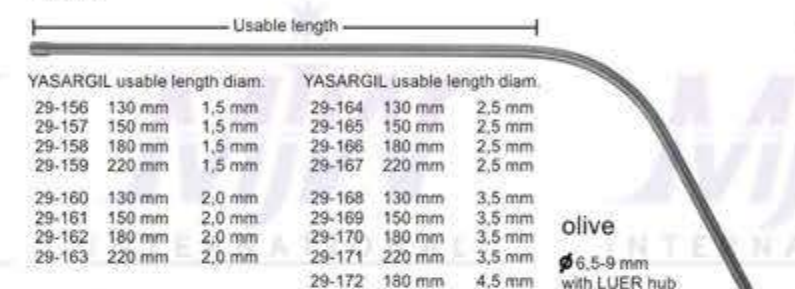 Usable length
YASARGIL usable length diam. YASARGIL usable length diam.
29-156 130 mm 1,5 mm 29-164 130 mm 2,5 mm
29-157 150 mm 1,5 mm 29-165 150 mm 2,5 mm
29-158 180 mm 1,5 mm 29-166 180 mm 2,5 mm
29-159 220 mm 1,5 mm 29-167 220 mm 2,5 mm
29-160 130 mm 2,0 mm 29-168 130 mm 3,5 mm
29-161 150 mm 2,0 mm 29-169 150 mm 3,5 mm
29-162 180 mm 2,0 mm 29-170 180 mm 3,5 mm
29-163 220 mm 2,0 mm 29-171 220 mm 3,5 mm
29-172 180 mm 4,5 mm
olive
ø 6,5-9 mm
with LUER hub